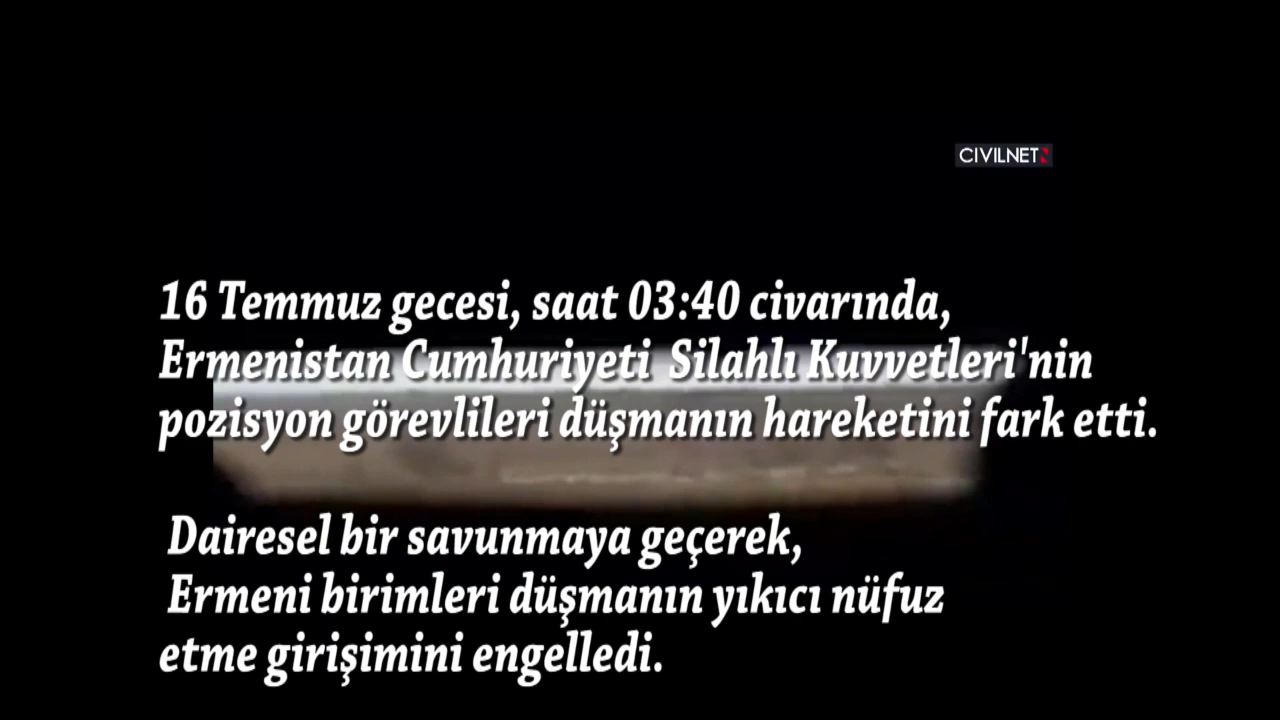 CIVILNET
16 Temmuz gecesi, saat 03:40 civarında,
Ermenistan Cumhuriyeti Silahlı Kuvvetleri'nin
pozisyon görevlileri düşmanın hareketini fark etti.
Dairesel bir savunmaya geçerek,
Ermeni birimleri düşmanın yıkıcı nüfuz
etme girişimini engelledi.